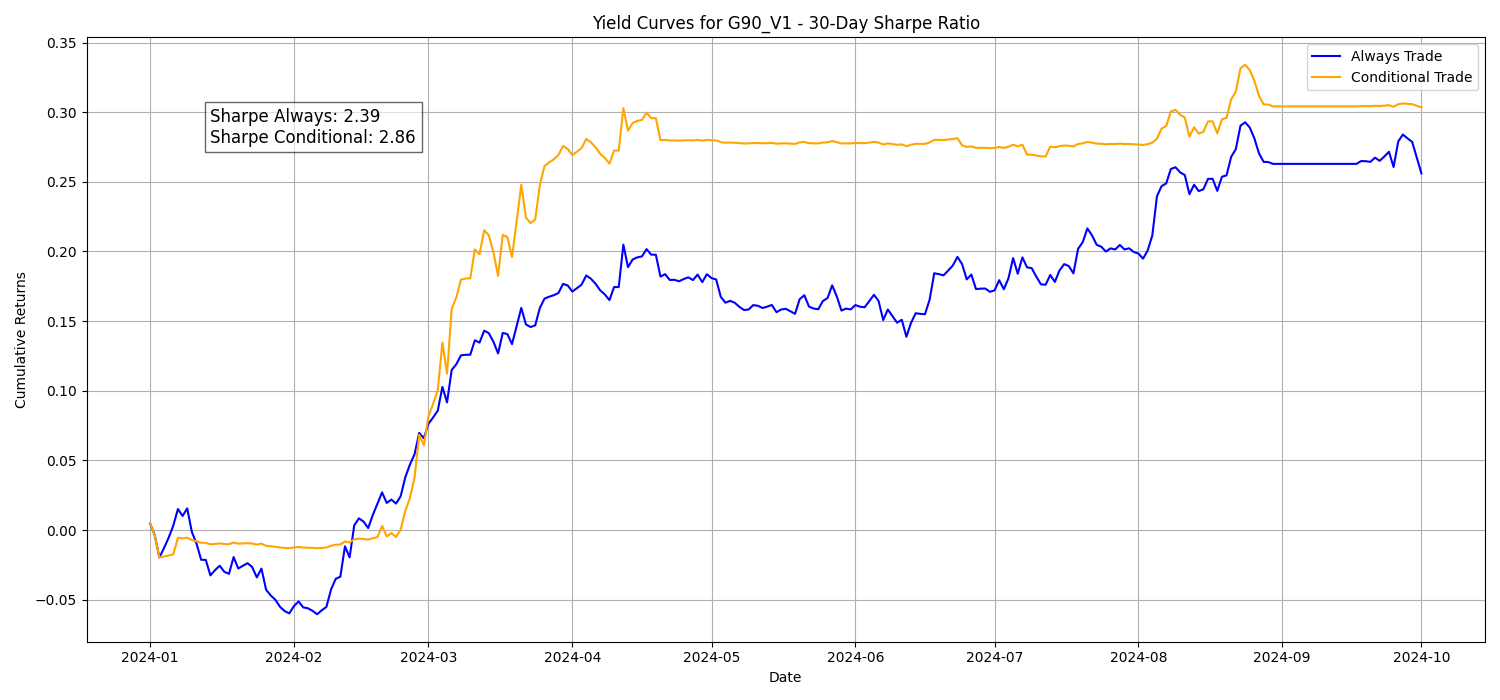 Yield Curves for G90_V1 - 30-Day Sharpe Ratio
Always Trade
Conditional Trade
Sharpe Always: 2.39
Sharpe Conditional: 2.86
Cumulative Returns
0.35
0.30
0.25
0.20
0.15
0.10
0.05
0.00
−0.05
2024-01
2024-02
2024-03
2024-04
2024-05
2024-06
2024-07
2024-08
2024-09
2024-10
Date